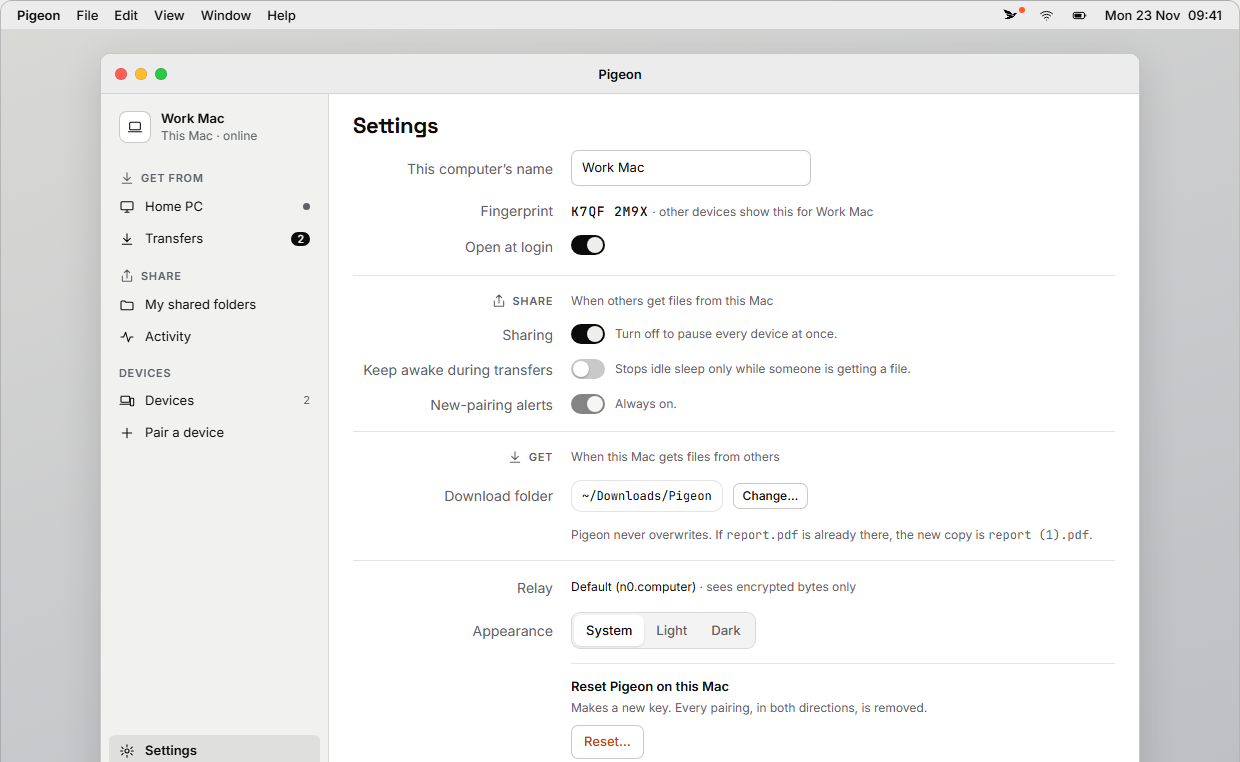 Pigeon File Edit View Window Help Mon 23 Nov 09:41
Pigeon
Work Mac
This Mac · online
GET FROM
Home PC
Transfers 2
SHARE
My shared folders
Activity
DEVICES
Devices 2
Pair a device
Settings
Settings
This computer’s name Work Mac
Fingerprint K7QF 2M9X · other devices show this for Work Mac
Open at login
SHARE When others get files from this Mac
Sharing Turn off to pause every device at once.
Keep awake during transfers Stops idle sleep only while someone is getting a file.
New-pairing alerts Always on.
GET When this Mac gets files from others
Download folder ~/Downloads/Pigeon Change...
Pigeon never overwrites. If report.pdf is already there, the new copy is report (1).pdf.
Relay Default (n0.computer) · sees encrypted bytes only
Appearance System Light Dark
Reset Pigeon on this Mac
Makes a new key. Every pairing, in both directions, is removed.
Reset...